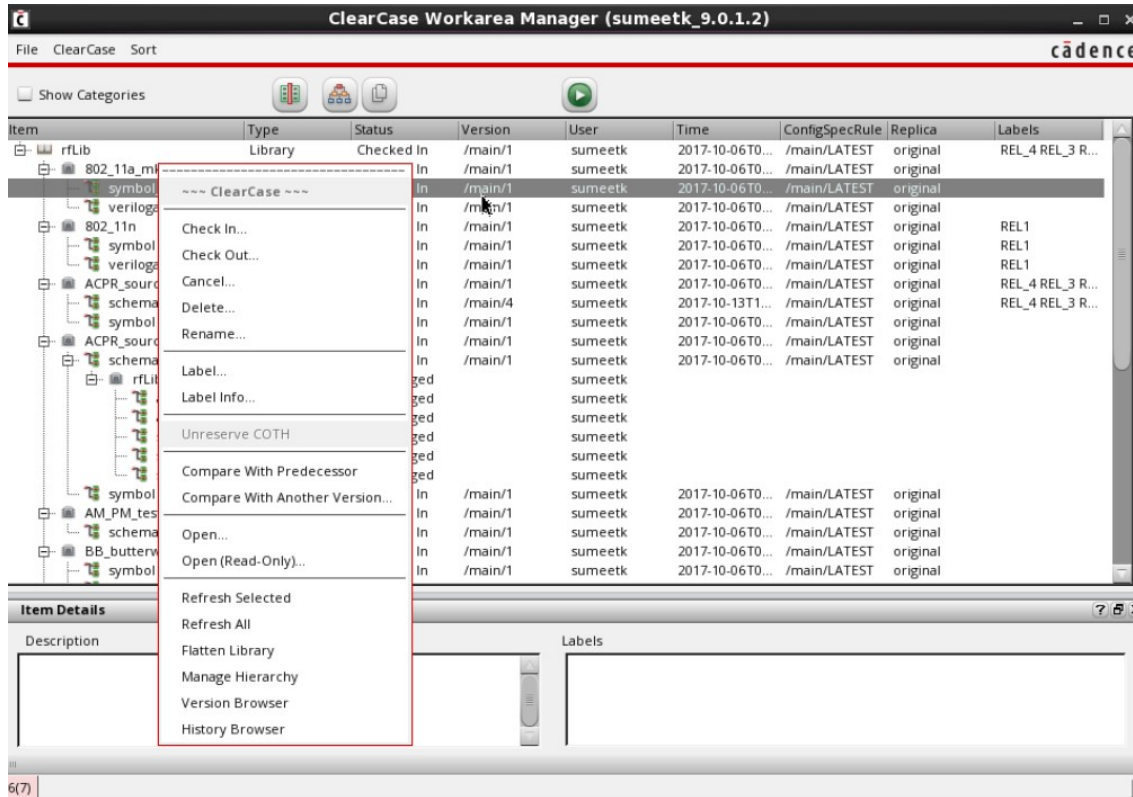 ClearCase Workarea Manager (sumeetk_9.0.1.2)
File ClearCase Sort cādence
Show Categories
Item Type Status Version User Time ConfigSpecRule Replica Labels
rfLib Library Checked In /main/1 sumeetk 2017-10-06T0... /main/LATEST original REL_4 REL_3 R...
802_11a_m In /main/1 sumeetk 2017-10-06T0... /main/LATEST original
symbol In /main/1 sumeetk 2017-10-06T0... /main/LATEST original
veriloga In /main/1 sumeetk 2017-10-06T0... /main/LATEST original
802_11n In /main/1 sumeetk 2017-10-06T0... /main/LATEST original REL1
symbol In /main/1 sumeetk 2017-10-06T0... /main/LATEST original REL1
veriloga In /main/1 sumeetk 2017-10-06T0... /main/LATEST original REL1
ACPR_sourc In /main/1 sumeetk 2017-10-06T0... /main/LATEST original REL_4 REL_3 R...
schema In /main/4 sumeetk 2017-10-13T1... /main/LATEST original REL_4 REL_3 R...
symbol In /main/1 sumeetk 2017-10-06T0... /main/LATEST original
ACPR_sourc In /main/1 sumeetk 2017-10-06T0... /main/LATEST original
schema In /main/1 sumeetk 2017-10-06T0... /main/LATEST original
rfLib ged sumeetk
ged sumeetk
ged sumeetk
ged sumeetk
ged sumeetk
ged sumeetk
symbol In /main/1 sumeetk 2017-10-06T0... /main/LATEST original
AM_PM_tes In /main/1 sumeetk 2017-10-06T0... /main/LATEST original
schema In /main/1 sumeetk 2017-10-06T0... /main/LATEST original
BB_butterw In /main/1 sumeetk 2017-10-06T0... /main/LATEST original
symbol In /main/1 sumeetk 2017-10-06T0... /main/LATEST original
~~~ ClearCase ~~~
Check In...
Check Out...
Cancel...
Delete...
Rename...
Label...
Label Info...
Unreserve COTH
Compare With Predecessor
Compare With Another Version...
Open...
Open (Read-Only)...
Refresh Selected
Refresh All
Flatten Library
Manage Hierarchy
Version Browser
History Browser
Item Details
Description Labels
6(7)